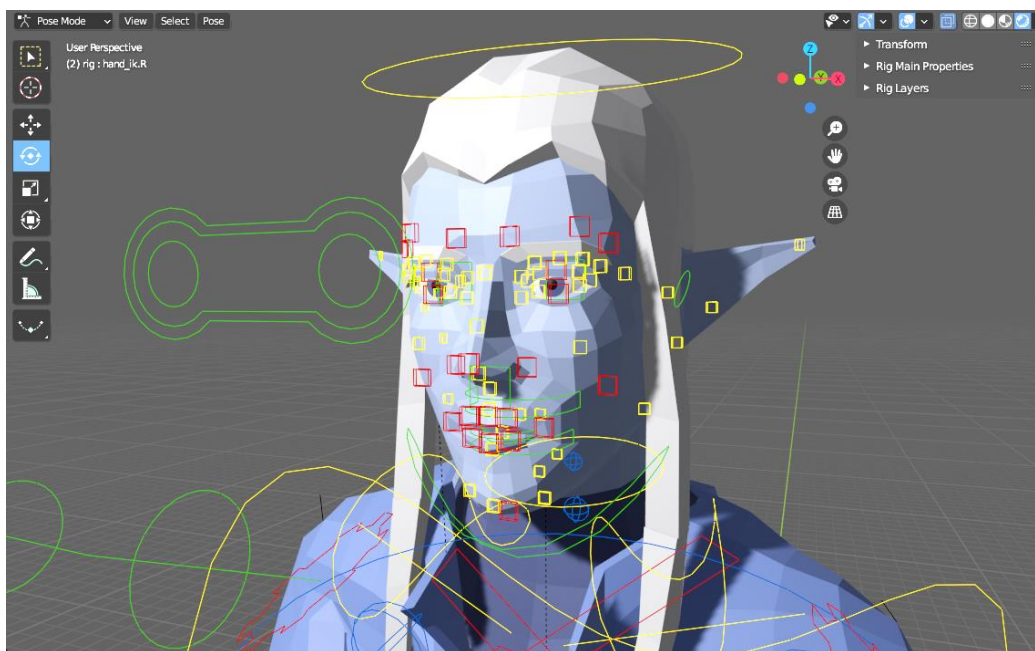 Pose Mode View Select Pose
User Perspective
(2) rig : hand_ik.R
Transform
Rig Main Properties
Rig Layers
Z
Y
X